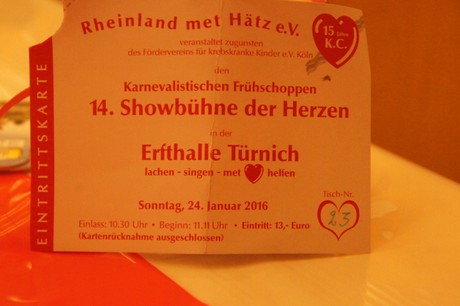 Rheinland met Hätz e.V.
15 Jahre
K.C.
veranstaltet zugunsten
des Fördervereins für krebskranke Kinder e.V. Köln
den
Karnevalistischen Frühschoppen
14. Showbühne der Herzen
in der
Erfthalle Türnich
lachen - singen - met helfen
Sonntag, 24. Januar 2016
Tisch-Nr.
23
Einlass: 10.30 Uhr • Beginn: 11.11 Uhr • Eintritt: 13,- Euro
(Kartenrücknahme ausgeschlossen)
EINTRITTSKARTE